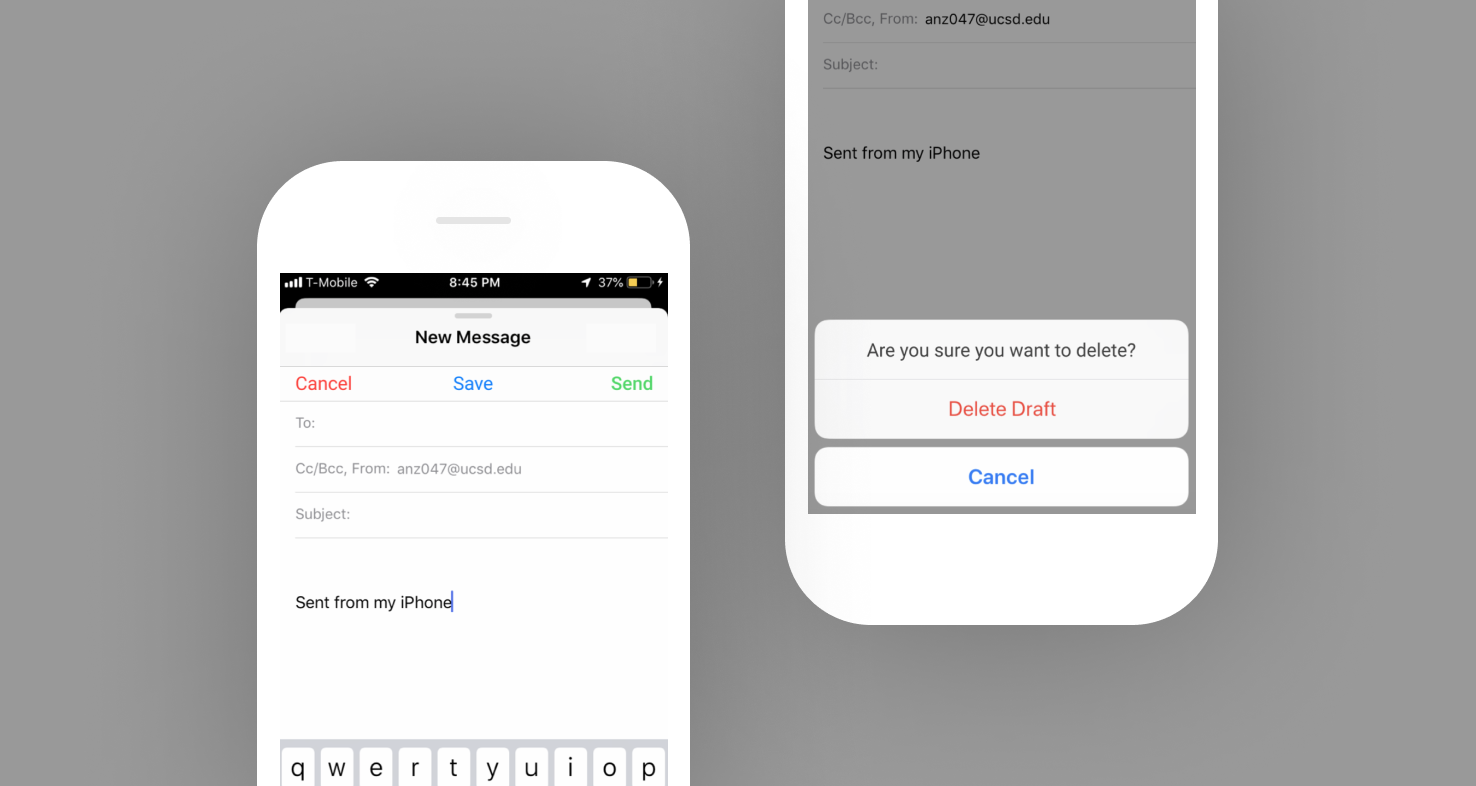 T-Mobile 8:45 PM 37%
New Message
Cancel Save Send
To:
Cc/Bcc, From: anz047@ucsd.edu
Subject:
Sent from my iPhone
q w e r t y u i o p
Cc/Bcc, From: anz047@ucsd.edu
Subject:
Sent from my iPhone
Are you sure you want to delete?
Delete Draft
Cancel